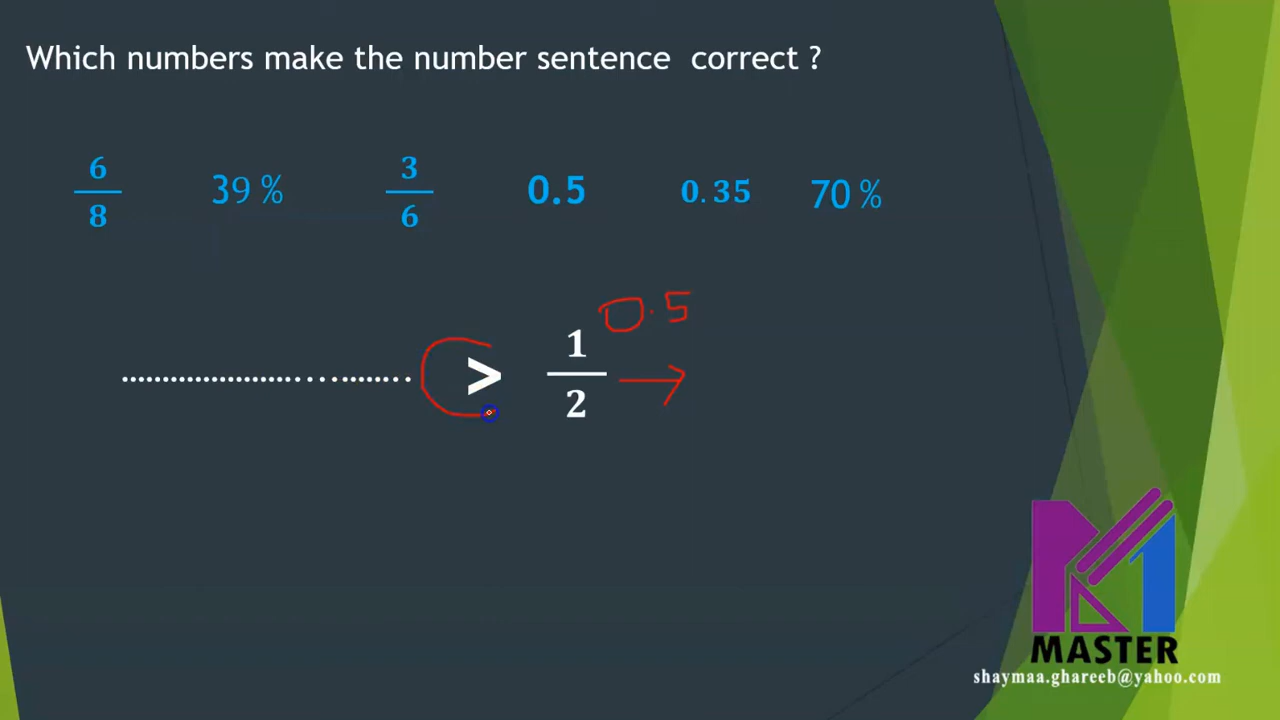 Which numbers make the number sentence correct ?
6/8 39 % 3/6 0.5 0.35 70 %
0.5
........................... > 1/2
MASTER
shaymaa.ghareeb@yahoo.com